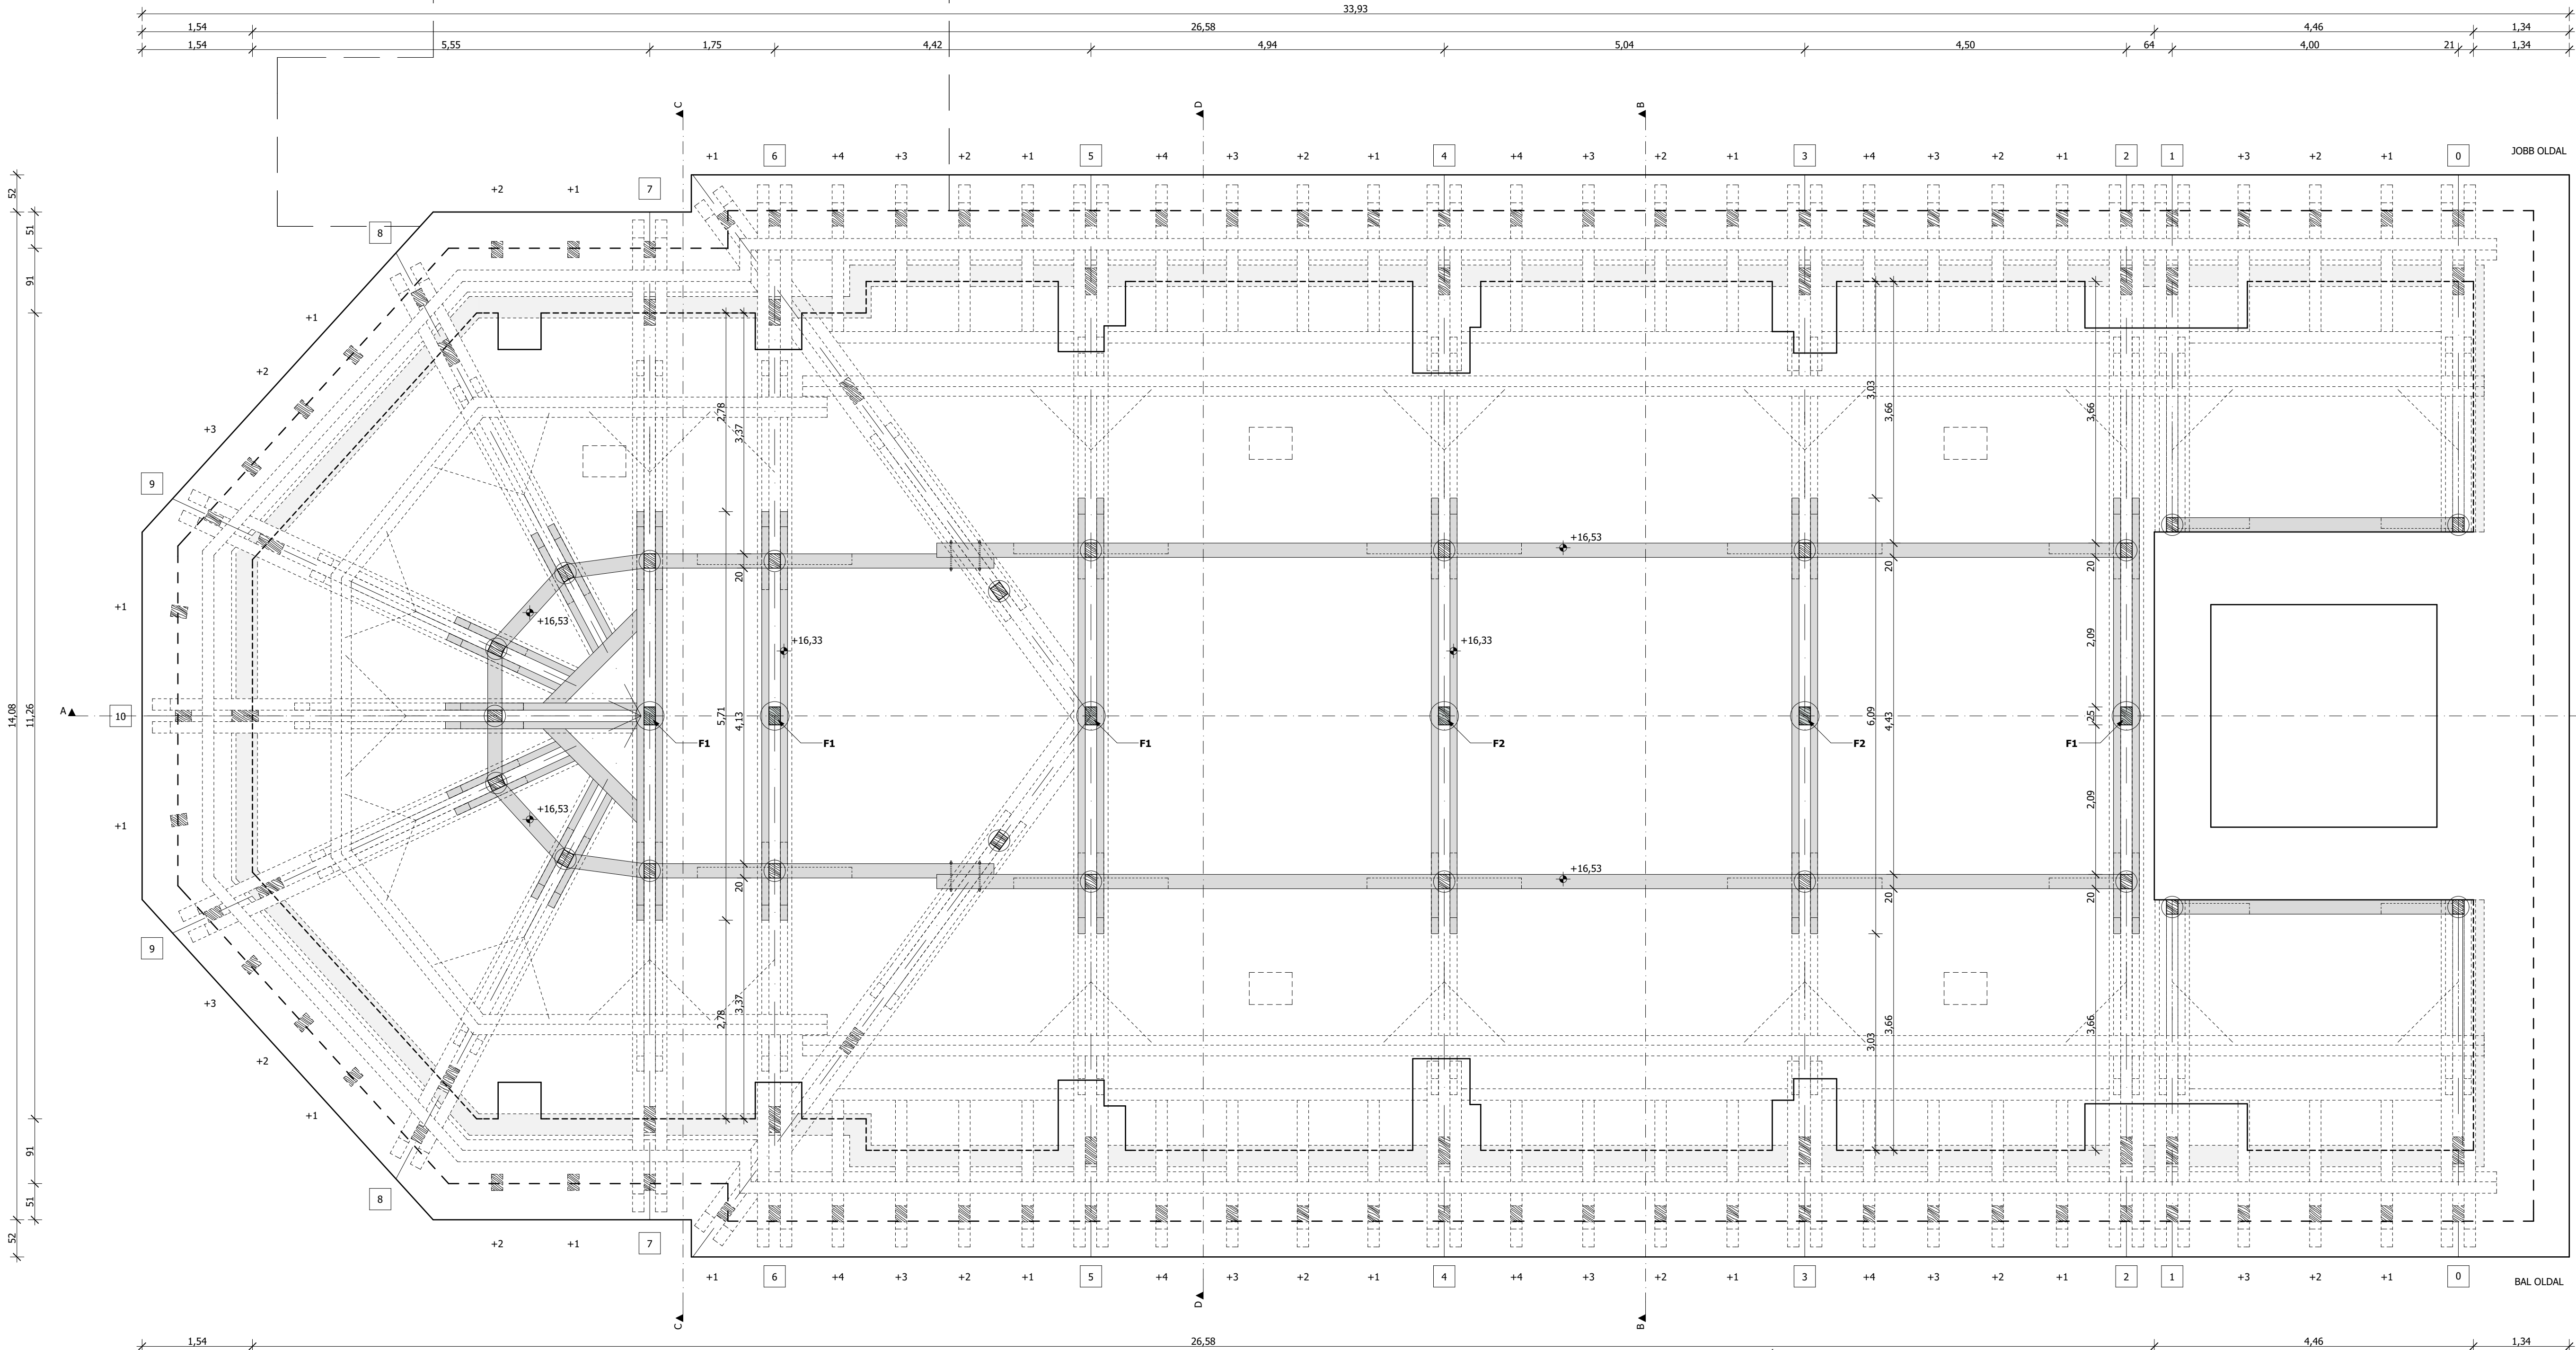 33,93
1,54 26,58 4,46 1,34
1,54 5,55 1,75 4,42 4,94 5,04 4,50 64 4,00 21 1,34
C D B
JOBB OLDAL
+1 6 +4 +3 +2 +1 5 +4 +3 +2 +1 4 +4 +3 +2 +1 3 +4 +3 +2 +1 2 1 +3 +2 +1 0
+2 +1 7
8
+1
+2
+3
9
+1
52
51
91
14,08
11,26
91
51
52
2,78
3,37
3,03
3,66
3,66
+16,53
20
20
20
+16,53
+16,33
+16,33
2,09
A
10
5,71
4,13
6,09
4,43
25
F1
F1
F1
F2
F2
F1
+16,53
2,09
+16,53
20
20
20
+1
9
2,78
3,37
3,03
3,66
3,66
+3
+2
+1
8
+2 +1 7
+1 6 +4 +3 +2 +1 5 +4 +3 +2 +1 4 +4 +3 +2 +1 3 +4 +3 +2 +1 2 1 +3 +2 +1 0
BAL OLDAL
C D B
1,54 26,58 4,46 1,34